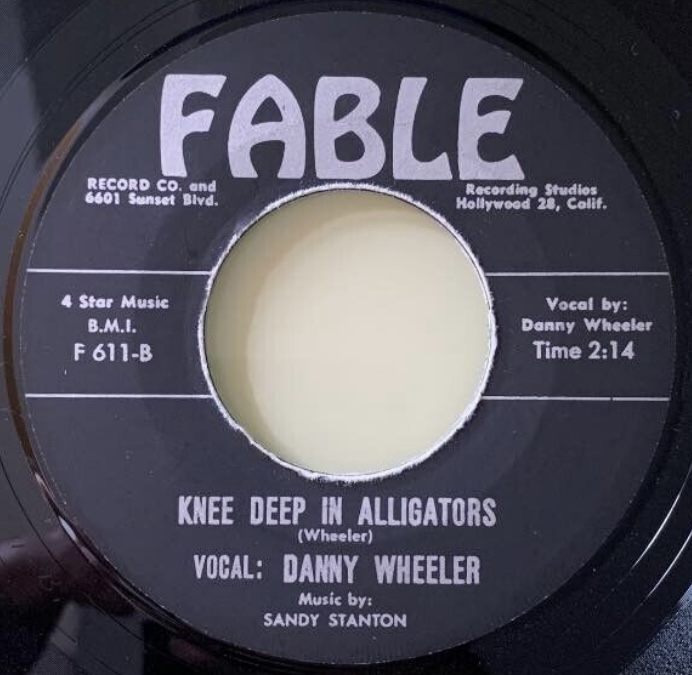 FABLE
RECORD CO. and
6601 Sunset Blvd.
Recording Studios
Hollywood 28, Calif.
4 Star Music
B.M.I.
F 611-B
Vocal by:
Danny Wheeler
Time 2:14
KNEE DEEP IN ALLIGATORS
(Wheeler)
VOCAL: DANNY WHEELER
Music by:
SANDY STANTON